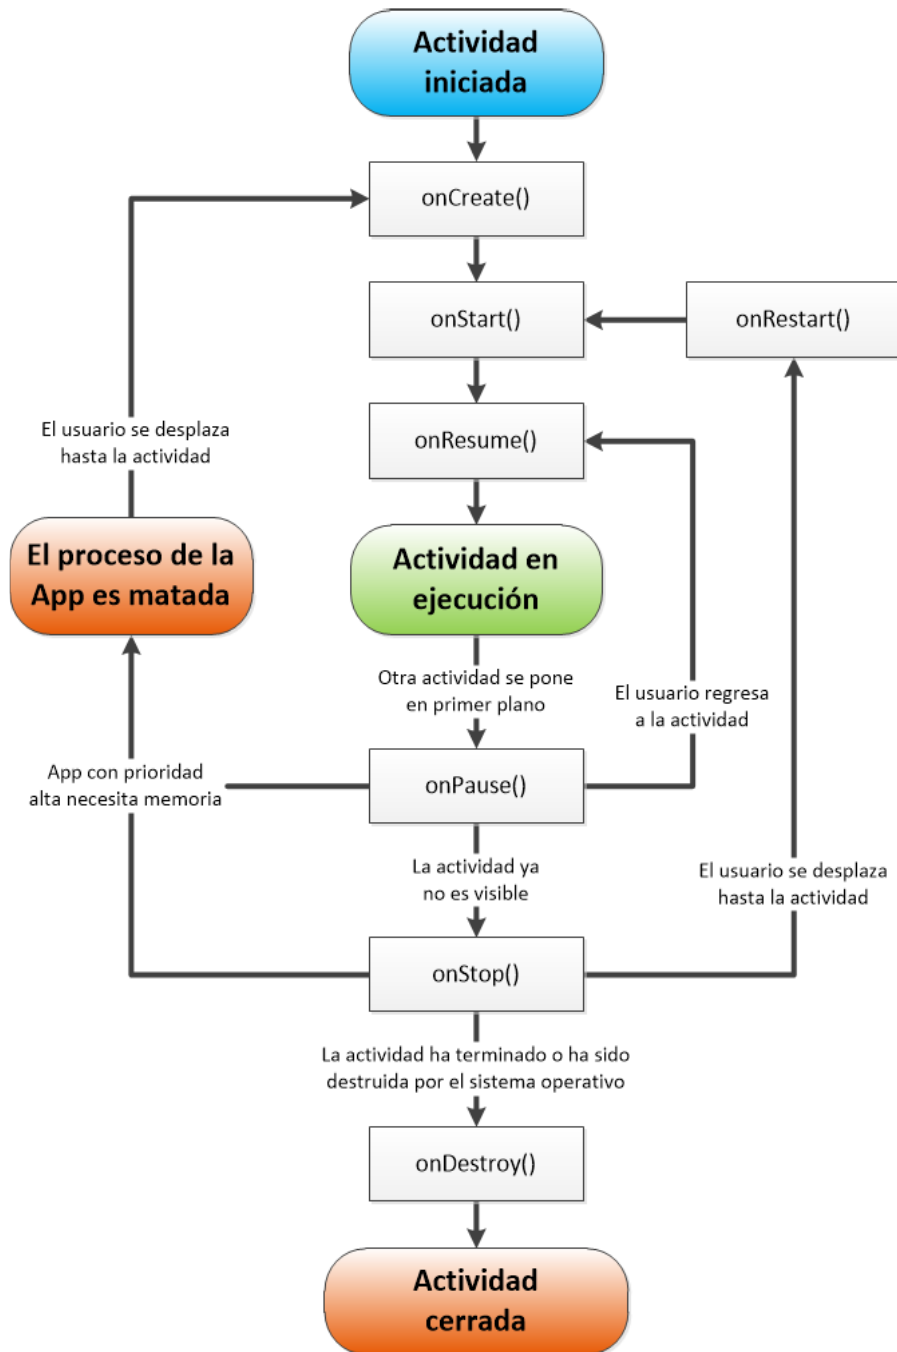 Actividad
iniciada
onCreate()
onStart()
onRestart()
El usuario se desplaza
hasta la actividad
onResume()
El proceso de la
App es matada
Actividad en
ejecución
Otra actividad se pone
en primer plano
El usuario regresa
a la actividad
App con prioridad
alta necesita memoria
onPause()
La actividad ya
no es visible
El usuario se desplaza
hasta la actividad
onStop()
La actividad ha terminado o ha sido
destruida por el sistema operativo
onDestroy()
Actividad
cerrada